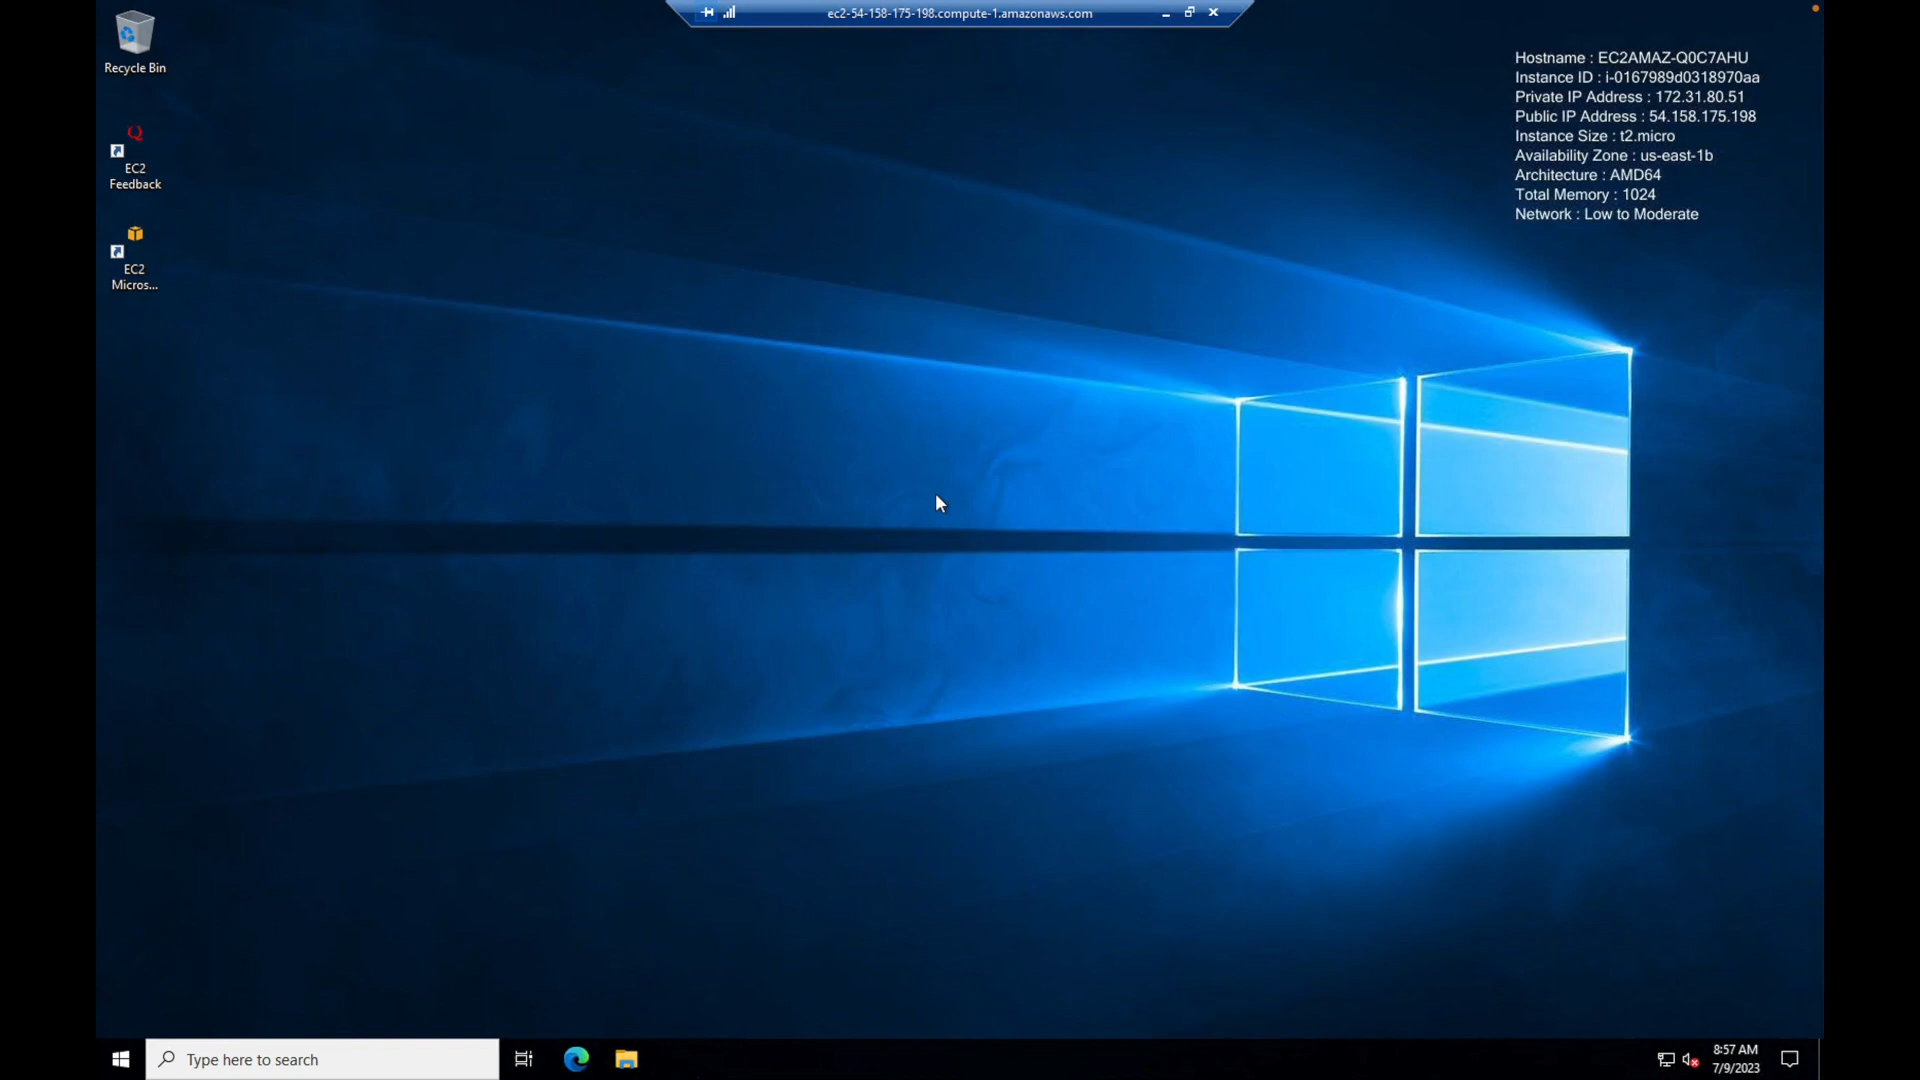 ec2-54-158-175-198.compute-1.amazonaws.com
Recycle Bin
EC2
Feedback
EC2
Micros...
Hostname : EC2AMAZ-Q0C7AHU
Instance ID : i-0167989d0318970aa
Private IP Address : 172.31.80.51
Public IP Address : 54.158.175.198
Instance Size : t2.micro
Availability Zone : us-east-1b
Architecture : AMD64
Total Memory : 1024
Network : Low to Moderate
Type here to search
8:57 AM
7/9/2023